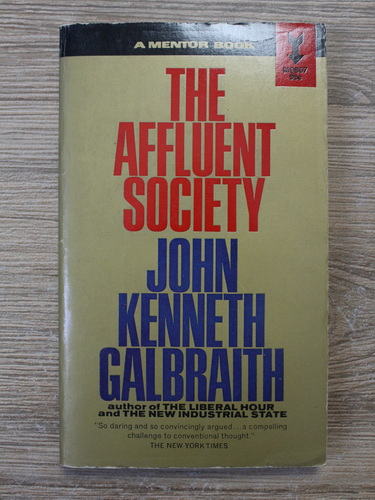 A MENTOR BOOK
THE
AFFLUENT
SOCIETY
JOHN
KENNETH
GALBRAITH
author of THE LIBERAL HOUR
and THE NEW INDUSTRIAL STATE
"So daring and so convincingly argued...a compelling
challenge to conventional thought."
THE NEW YORK TIMES